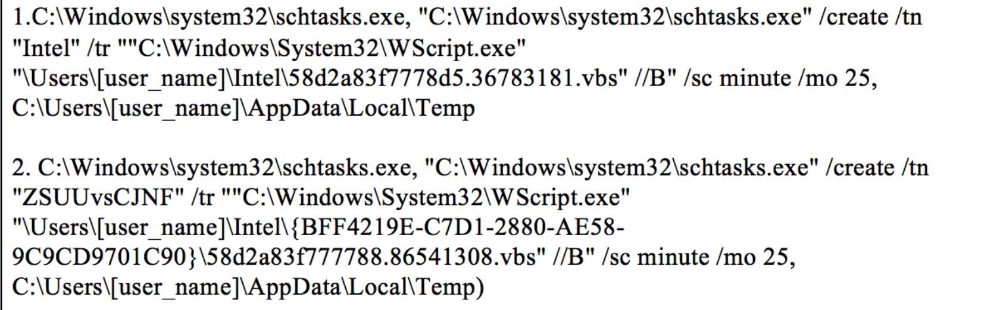 1.C:\Windows\system32\schtasks.exe, "C:\Windows\system32\schtasks.exe" /create /tn
"Intel" /tr ""C:\Windows\System32\WScript.exe"
"\Users\[user_name]\Intel\58d2a83f7778d5.36783181.vbs" //B" /sc minute /mo 25,
C:\Users\[user_name]\AppData\Local\Temp
2. C:\Windows\system32\schtasks.exe, "C:\Windows\system32\schtasks.exe" /create /tn
"ZSUUvsCJNF" /tr ""C:\Windows\System32\WScript.exe"
"\Users\[user_name]\Intel\{BFF4219E-C7D1-2880-AE58-
9C9CD9701C90}\58d2a83f777788.86541308.vbs" //B" /sc minute /mo 25,
C:\Users\[user_name]\AppData\Local\Temp)